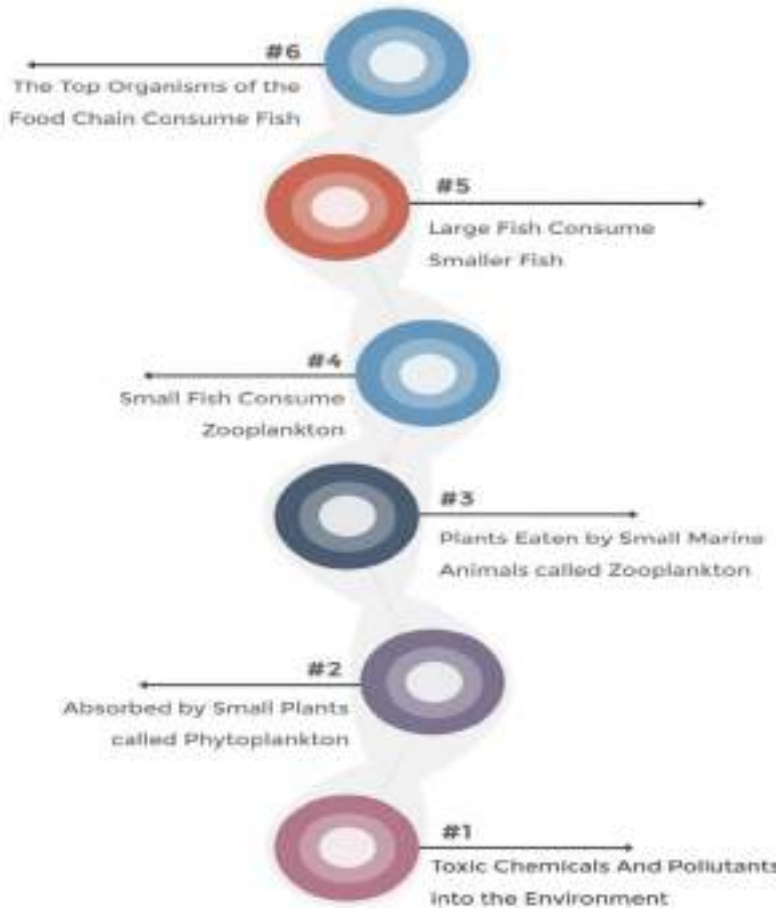 #6
The Top Organisms of the
Food Chain Consume Fish
#5
Large Fish Consume
Smaller Fish
#4
Small Fish Consume
Zooplankton
#3
Plants Eaten by Small Marine
Animals called Zooplankton
#2
Absorbed by Small Plants
called Phytoplankton
#1
Toxic Chemicals And Pollutants
into the Environment